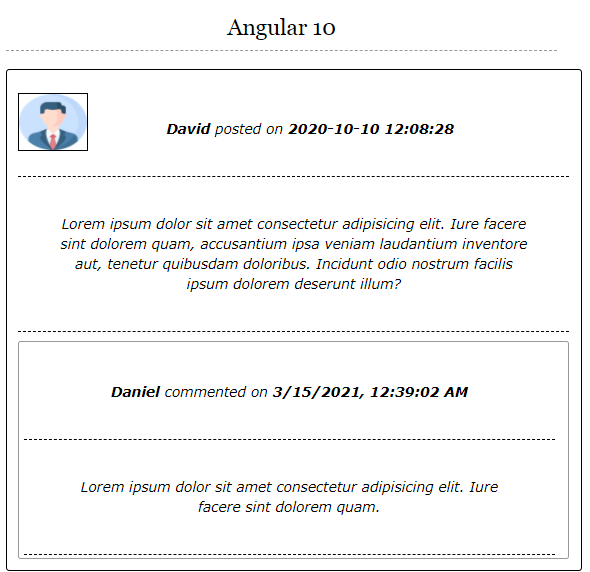 Angular 10
David posted on 2020-10-10 12:08:28
Lorem ipsum dolor sit amet consectetur adipisicing elit. Iure facere
sint dolorem quam, accusantium ipsa veniam laudantium inventore
aut, tenetur quibusdam doloribus. Incidunt odio nostrum facilis
ipsum dolorem deserunt illum?
Daniel commented on 3/15/2021, 12:39:02 AM
Lorem ipsum dolor sit amet consectetur adipisicing elit. Iure
facere sint dolorem quam.